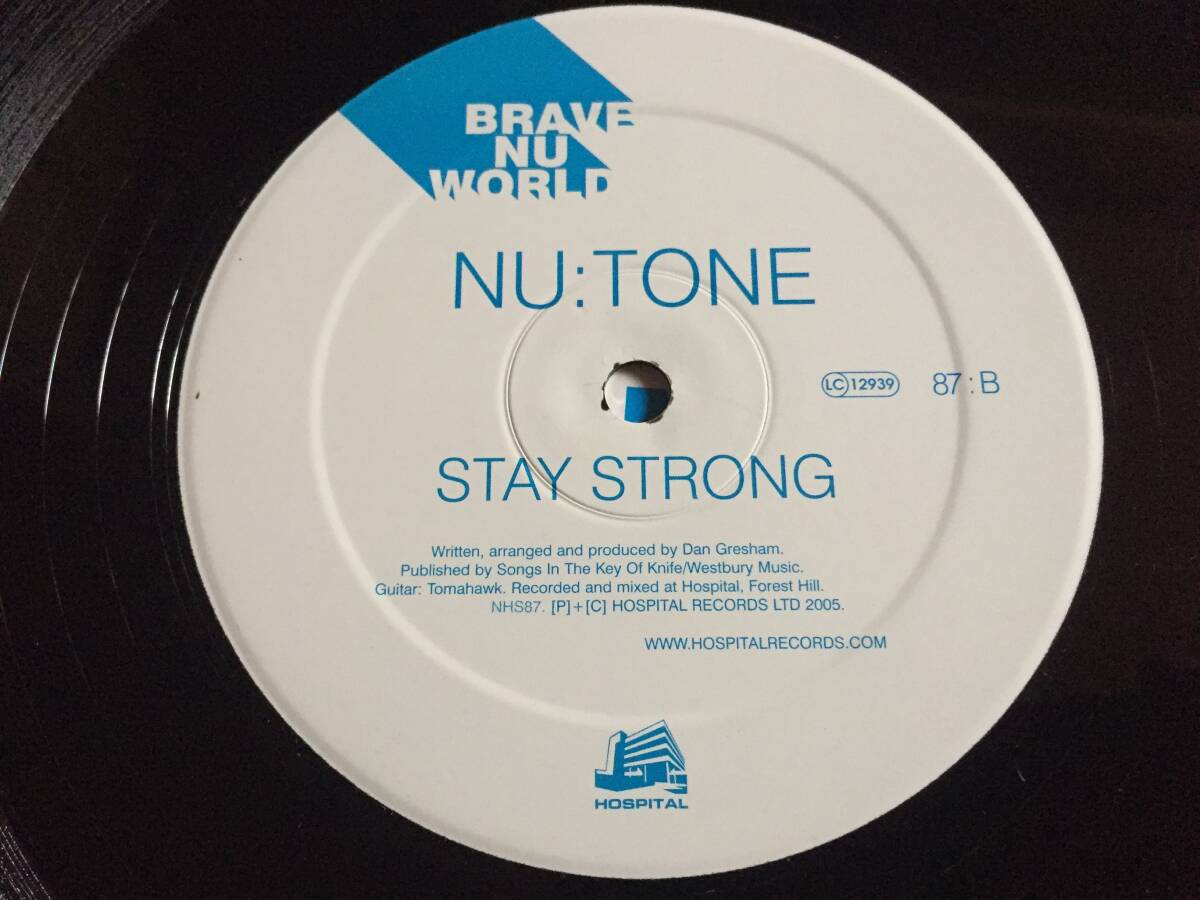 BRAVE
NU
WORLD
NU:TONE
LC 12939 87:B
STAY STRONG
Written, arranged and produced by Dan Gresham.
Published by Songs In The Key Of Knife/Westbury Music.
Guitar: Tomahawk. Recorded and mixed at Hospital, Forest Hill.
NHS87. [P]+[C] HOSPITAL RECORDS LTD 2005.
WWW.HOSPITALRECORDS.COM
HOSPITAL